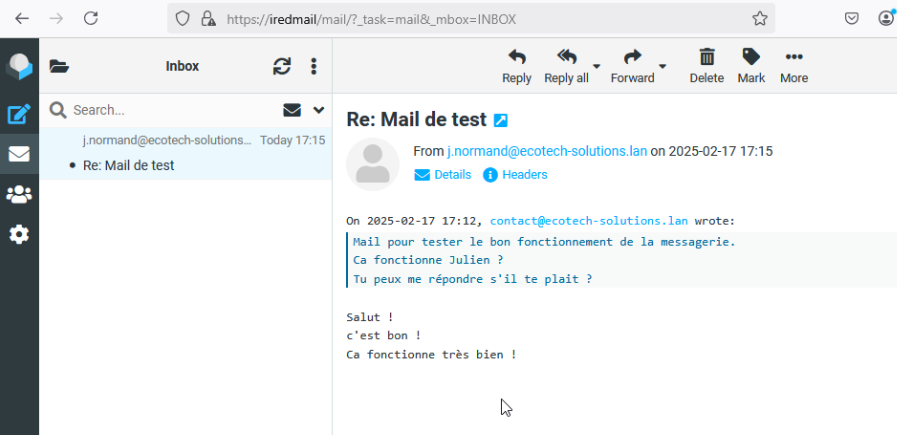 https://iredmail/mail/?_task=mail&_mbox=INBOX
Inbox
Search...
j.normand@ecotech-solutions... Today 17:15
• Re: Mail de test
Reply Reply all Forward Delete Mark More
Re: Mail de test
From j.normand@ecotech-solutions.lan on 2025-02-17 17:15
Details Headers
On 2025-02-17 17:12, contact@ecotech-solutions.lan wrote:
Mail pour tester le bon fonctionnement de la messagerie.
Ca fonctionne Julien ?
Tu peux me répondre s'il te plait ?
Salut !
c'est bon !
Ca fonctionne très bien !